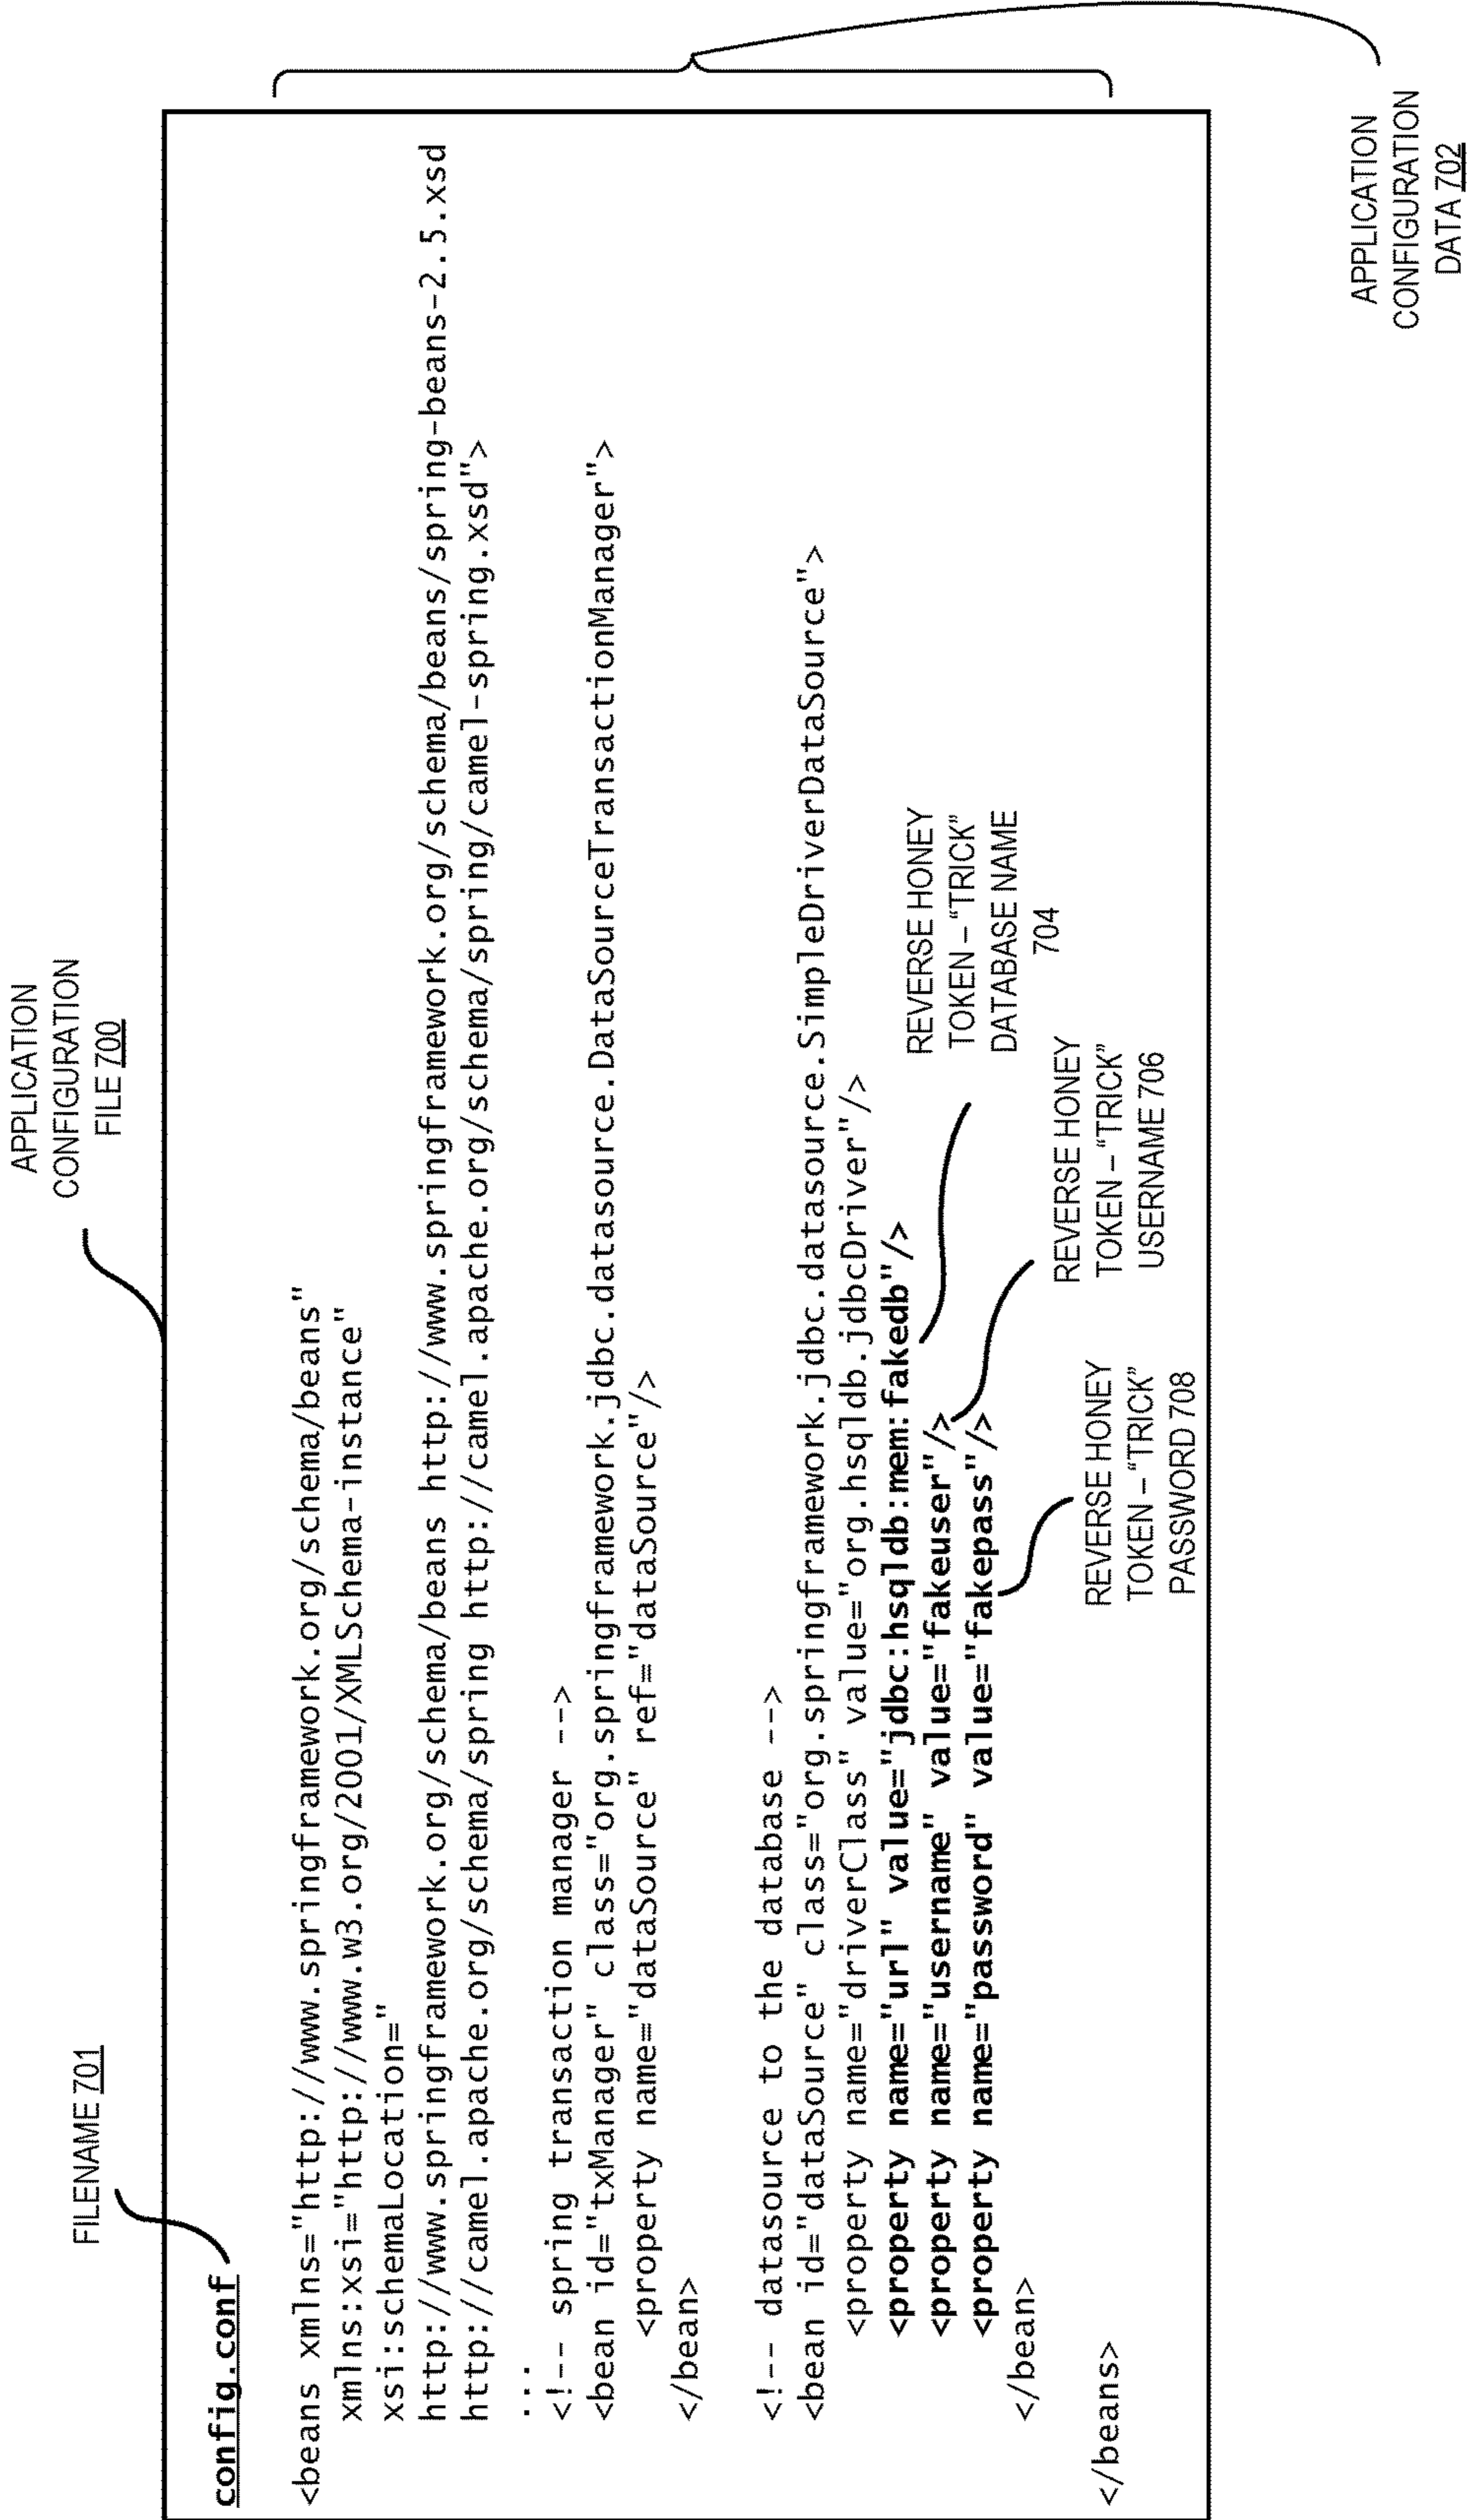 APPLICATION
CONFIGURATION
FILE 700
FILENAME 701
config.conf
<beans xmlns="http://www.springframework.org/schema/beans"
xmlns:xsi="http://www.w3.org/2001/XMLSchema-instance"
xsi:schemaLocation="
http://www.springframework.org/schema/beans http://www.springframework.org/schema/beans/spring-beans-2.5.xsd
http://camel.apache.org/schema/spring http://camel.apache.org/schema/spring/camel-spring.xsd">
...
<!-- spring transaction manager -->
<bean id="txManager" class="org.springframework.jdbc.datasource.DataSourceTransactionManager">
<property name="dataSource" ref="dataSource"/>
</bean>
<!-- datasource to the database -->
<bean id="dataSource" class="org.springframework.jdbc.datasource.SimpleDriverDataSource">
<property name="driverClass" value="org.hsqldb.jdbcDriver"/>
<property name="url" value="jdbc:hsqldb:mem:fakedb"/>
<property name="username" value="fakeuser"/>
<property name="password" value="fakepass"/>
</bean>
</beans>
REVERSE HONEY
TOKEN – “TRICK”
DATABASE NAME
704
REVERSE HONEY
TOKEN – “TRICK”
USERNAME 706
REVERSE HONEY
TOKEN – “TRICK”
PASSWORD 708
APPLICATION
CONFIGURATION
DATA 702